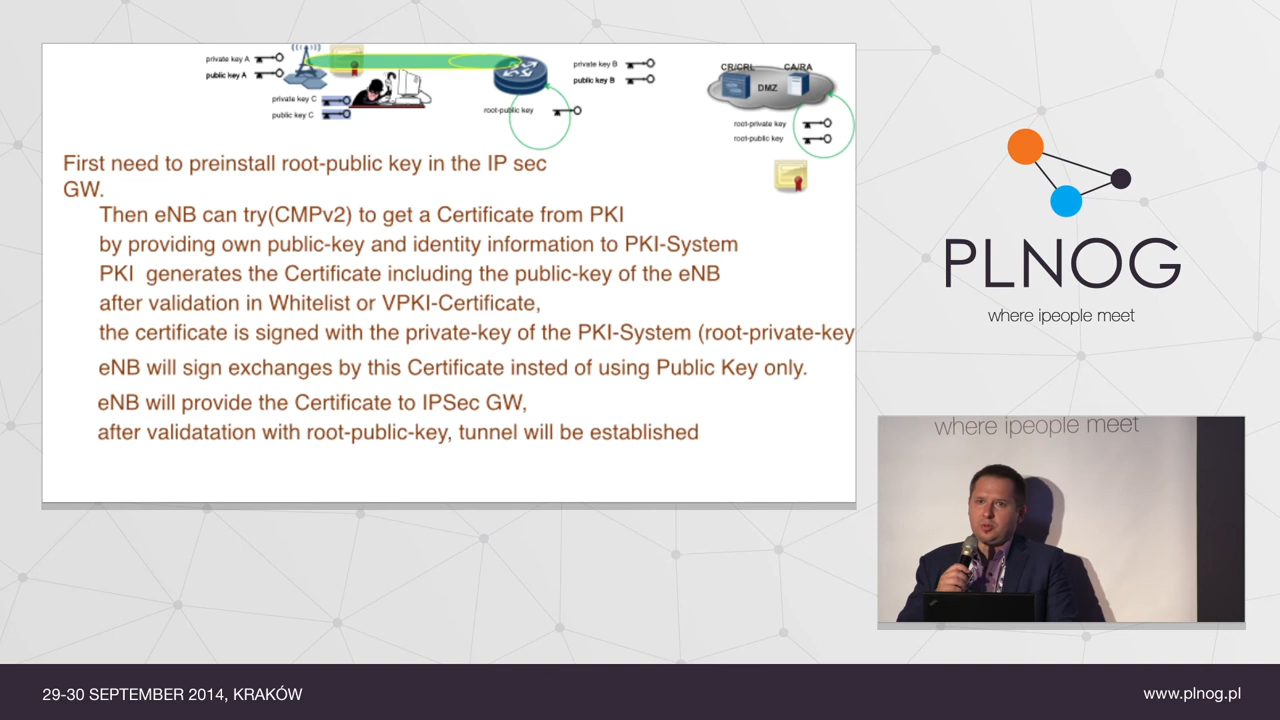 private key A
public key A
private key C
public key C
private key B
public key B
root-public key
CR/CRL
CA/RA
DMZ
root-private key
root-public key
First need to preinstall root-public key in the IP sec
GW.
Then eNB can try(CMPv2) to get a Certificate from PKI
by providing own public-key and identity information to PKI-System
PKI generates the Certificate including the public-key of the eNB
after validation in Whitelist or VPKI-Certificate,
the certificate is signed with the private-key of the PKI-System (root-private-key
eNB will sign exchanges by this Certificate insted of using Public Key only.
eNB will provide the Certificate to IPSec GW,
after validatation with root-public-key, tunnel will be established
PLNOG
where ipeople meet
where ipeople meet
29-30 SEPTEMBER 2014, KRAKÓW
www.plnog.pl